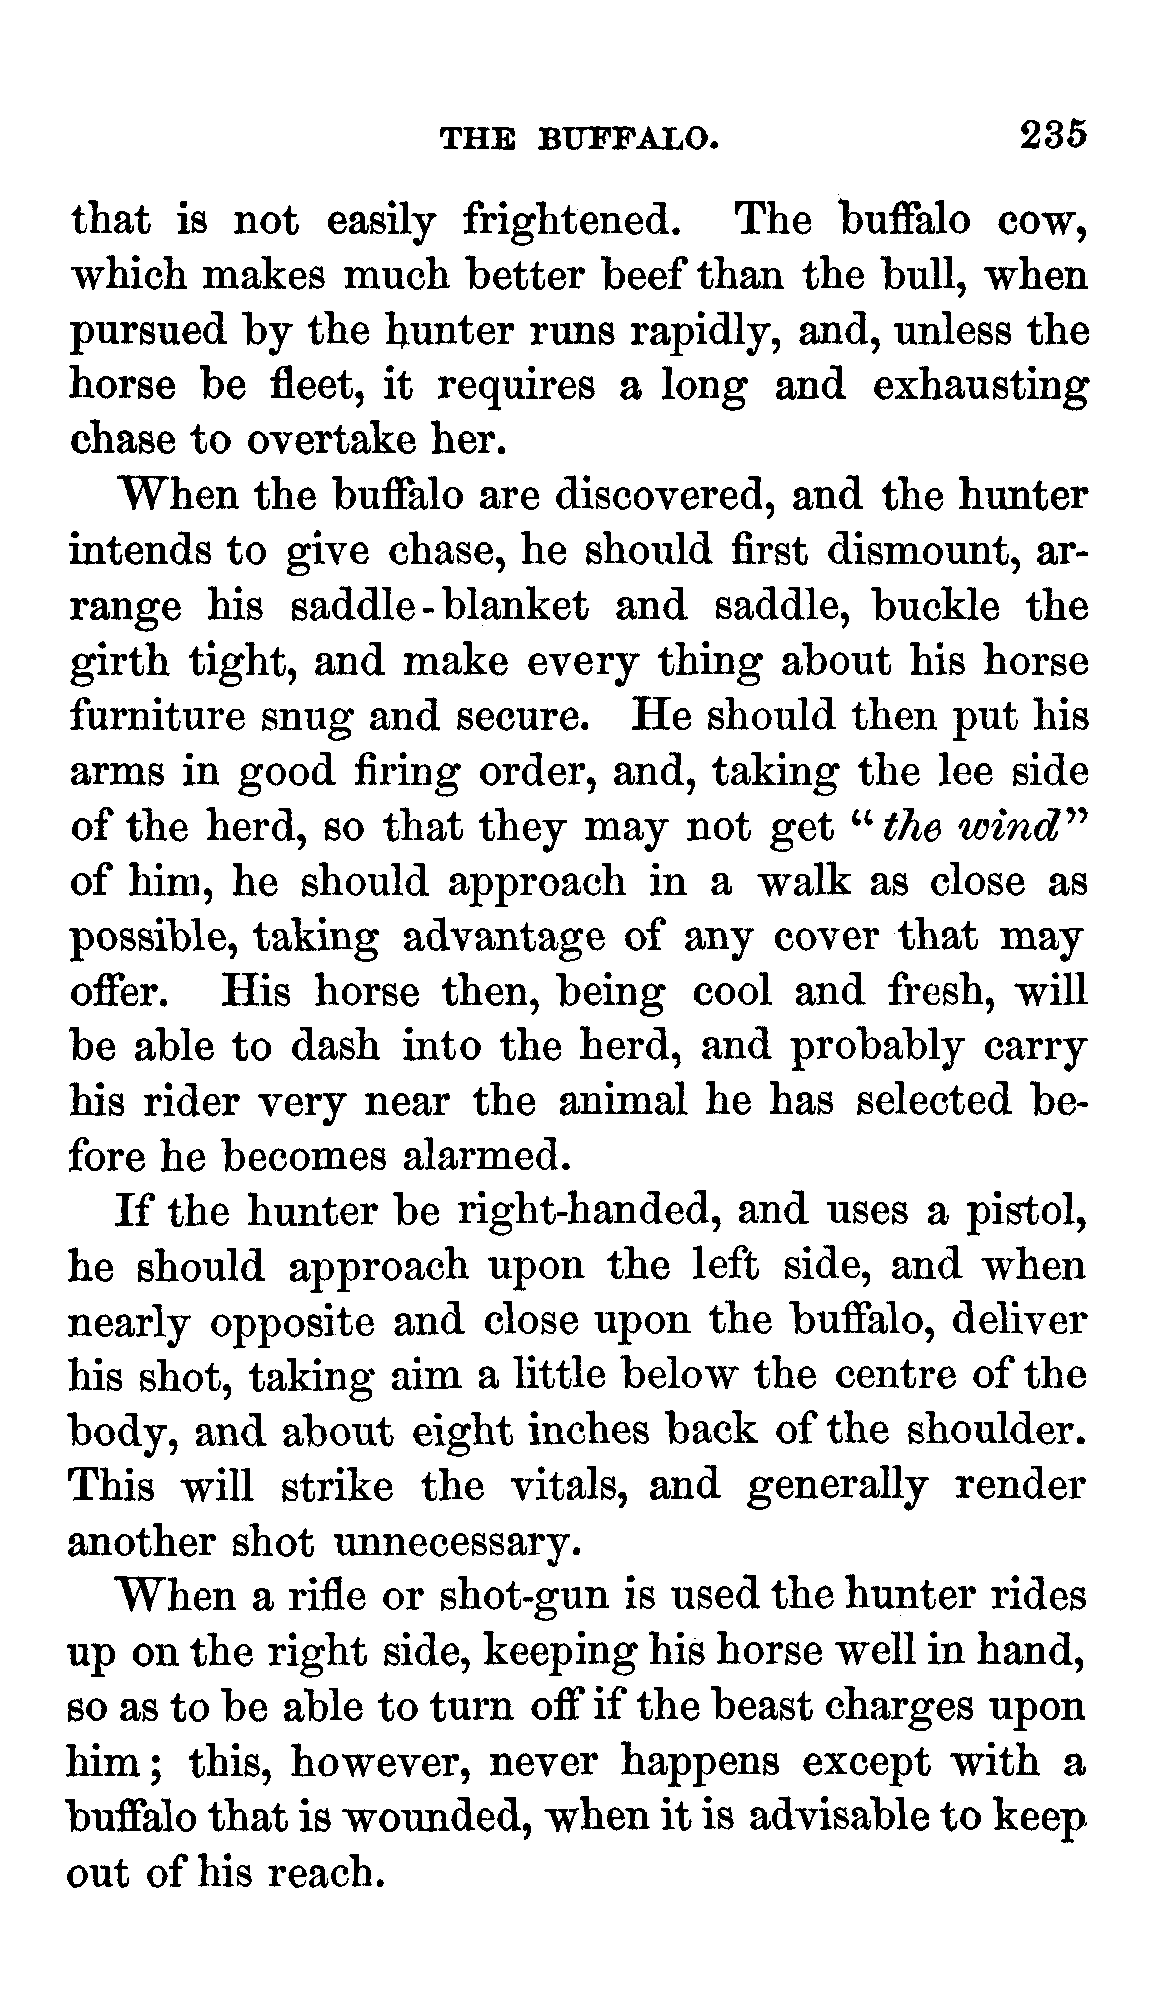 THE BUFFALO. 235
that is not easily frightened. The buffalo cow,
which makes much better beef than the bull, when
pursued by the hunter runs rapidly, and, unless the
horse be fleet, it requires a long and exhausting
chase to overtake her.
When the buffalo are discovered, and the hunter
intends to give chase, he should first dismount, ar-
range his saddle-blanket and saddle, buckle the
girth tight, and make every thing about his horse
furniture snug and secure. He should then put his
arms in good firing order, and, taking the lee side
of the herd, so that they may not get "the wind"
of him, he should approach in a walk as close as
possible, taking advantage of any cover that may
offer. His horse then, being cool and fresh, will
be able to dash into the herd, and probably carry
his rider very near the animal he has selected be-
fore he becomes alarmed.
If the hunter be right-handed, and uses a pistol,
he should approach upon the left side, and when
nearly opposite and close upon the buffalo, deliver
his shot, taking aim a little below the centre of the
body, and about eight inches back of the shoulder.
This will strike the vitals, and generally render
another shot unnecessary.
When a rifle or shot-gun is used the hunter rides
up on the right side, keeping his horse well in hand,
so as to be able to turn off if the beast charges upon
him; this, however, never happens except with a
buffalo that is wounded, when it is advisable to keep
out of his reach.